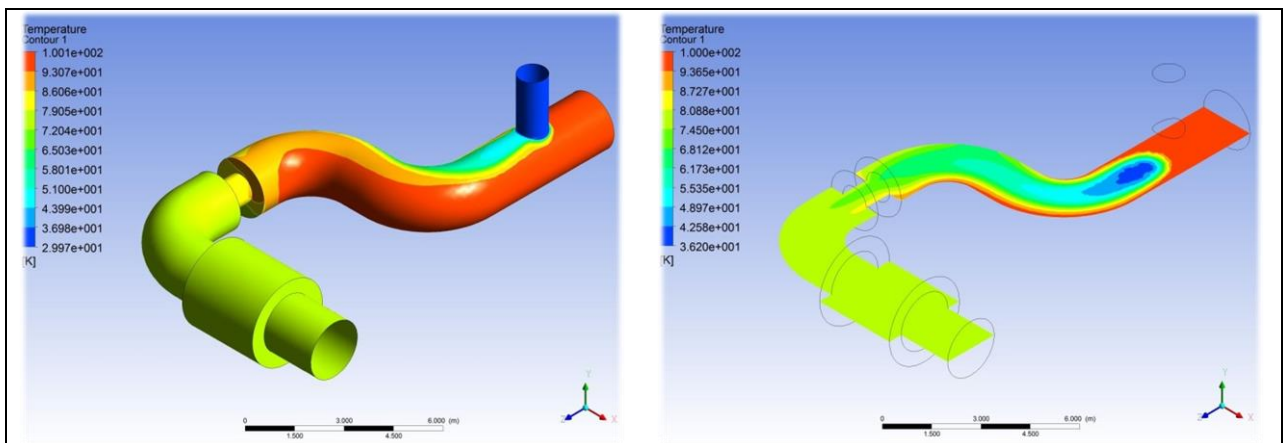 Temperature
Contour 1
1.001e+002
9.307e+001
8.606e+001
7.905e+001
7.204e+001
6.503e+001
5.801e+001
5.100e+001
4.399e+001
3.698e+001
2.997e+001
[K]
0 3.000 6.000 (m)
1.500 4.500
Y
Z X
Temperature
Contour 1
1.000e+002
9.365e+001
8.727e+001
8.088e+001
7.450e+001
6.812e+001
6.173e+001
5.535e+001
4.897e+001
4.258e+001
3.620e+001
[K]
0 3.000 6.000 (m)
1.500 4.500
Y
Z X